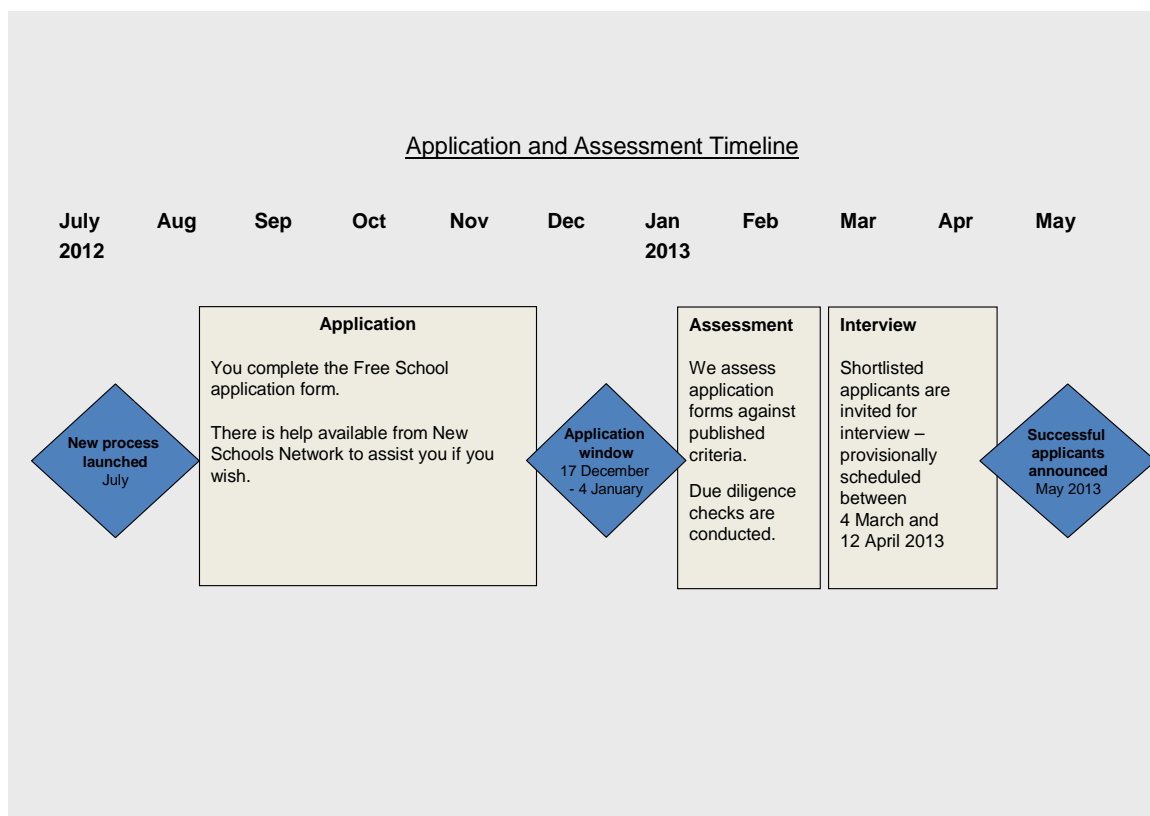 Application and Assessment Timeline
July Aug Sep Oct Nov Dec Jan Feb Mar Apr May
2012 2013
New process
launched
July
Application
You complete the Free School
application form.
There is help available from New
Schools Network to assist you if you
wish.
Application
window
17 December
- 4 January
Assessment
We assess
application
forms against
published
criteria.
Due diligence
checks are
conducted.
Interview
Shortlisted
applicants are
invited for
interview –
provisionally
scheduled
between
4 March and
12 April 2013
Successful
applicants
announced
May 2013